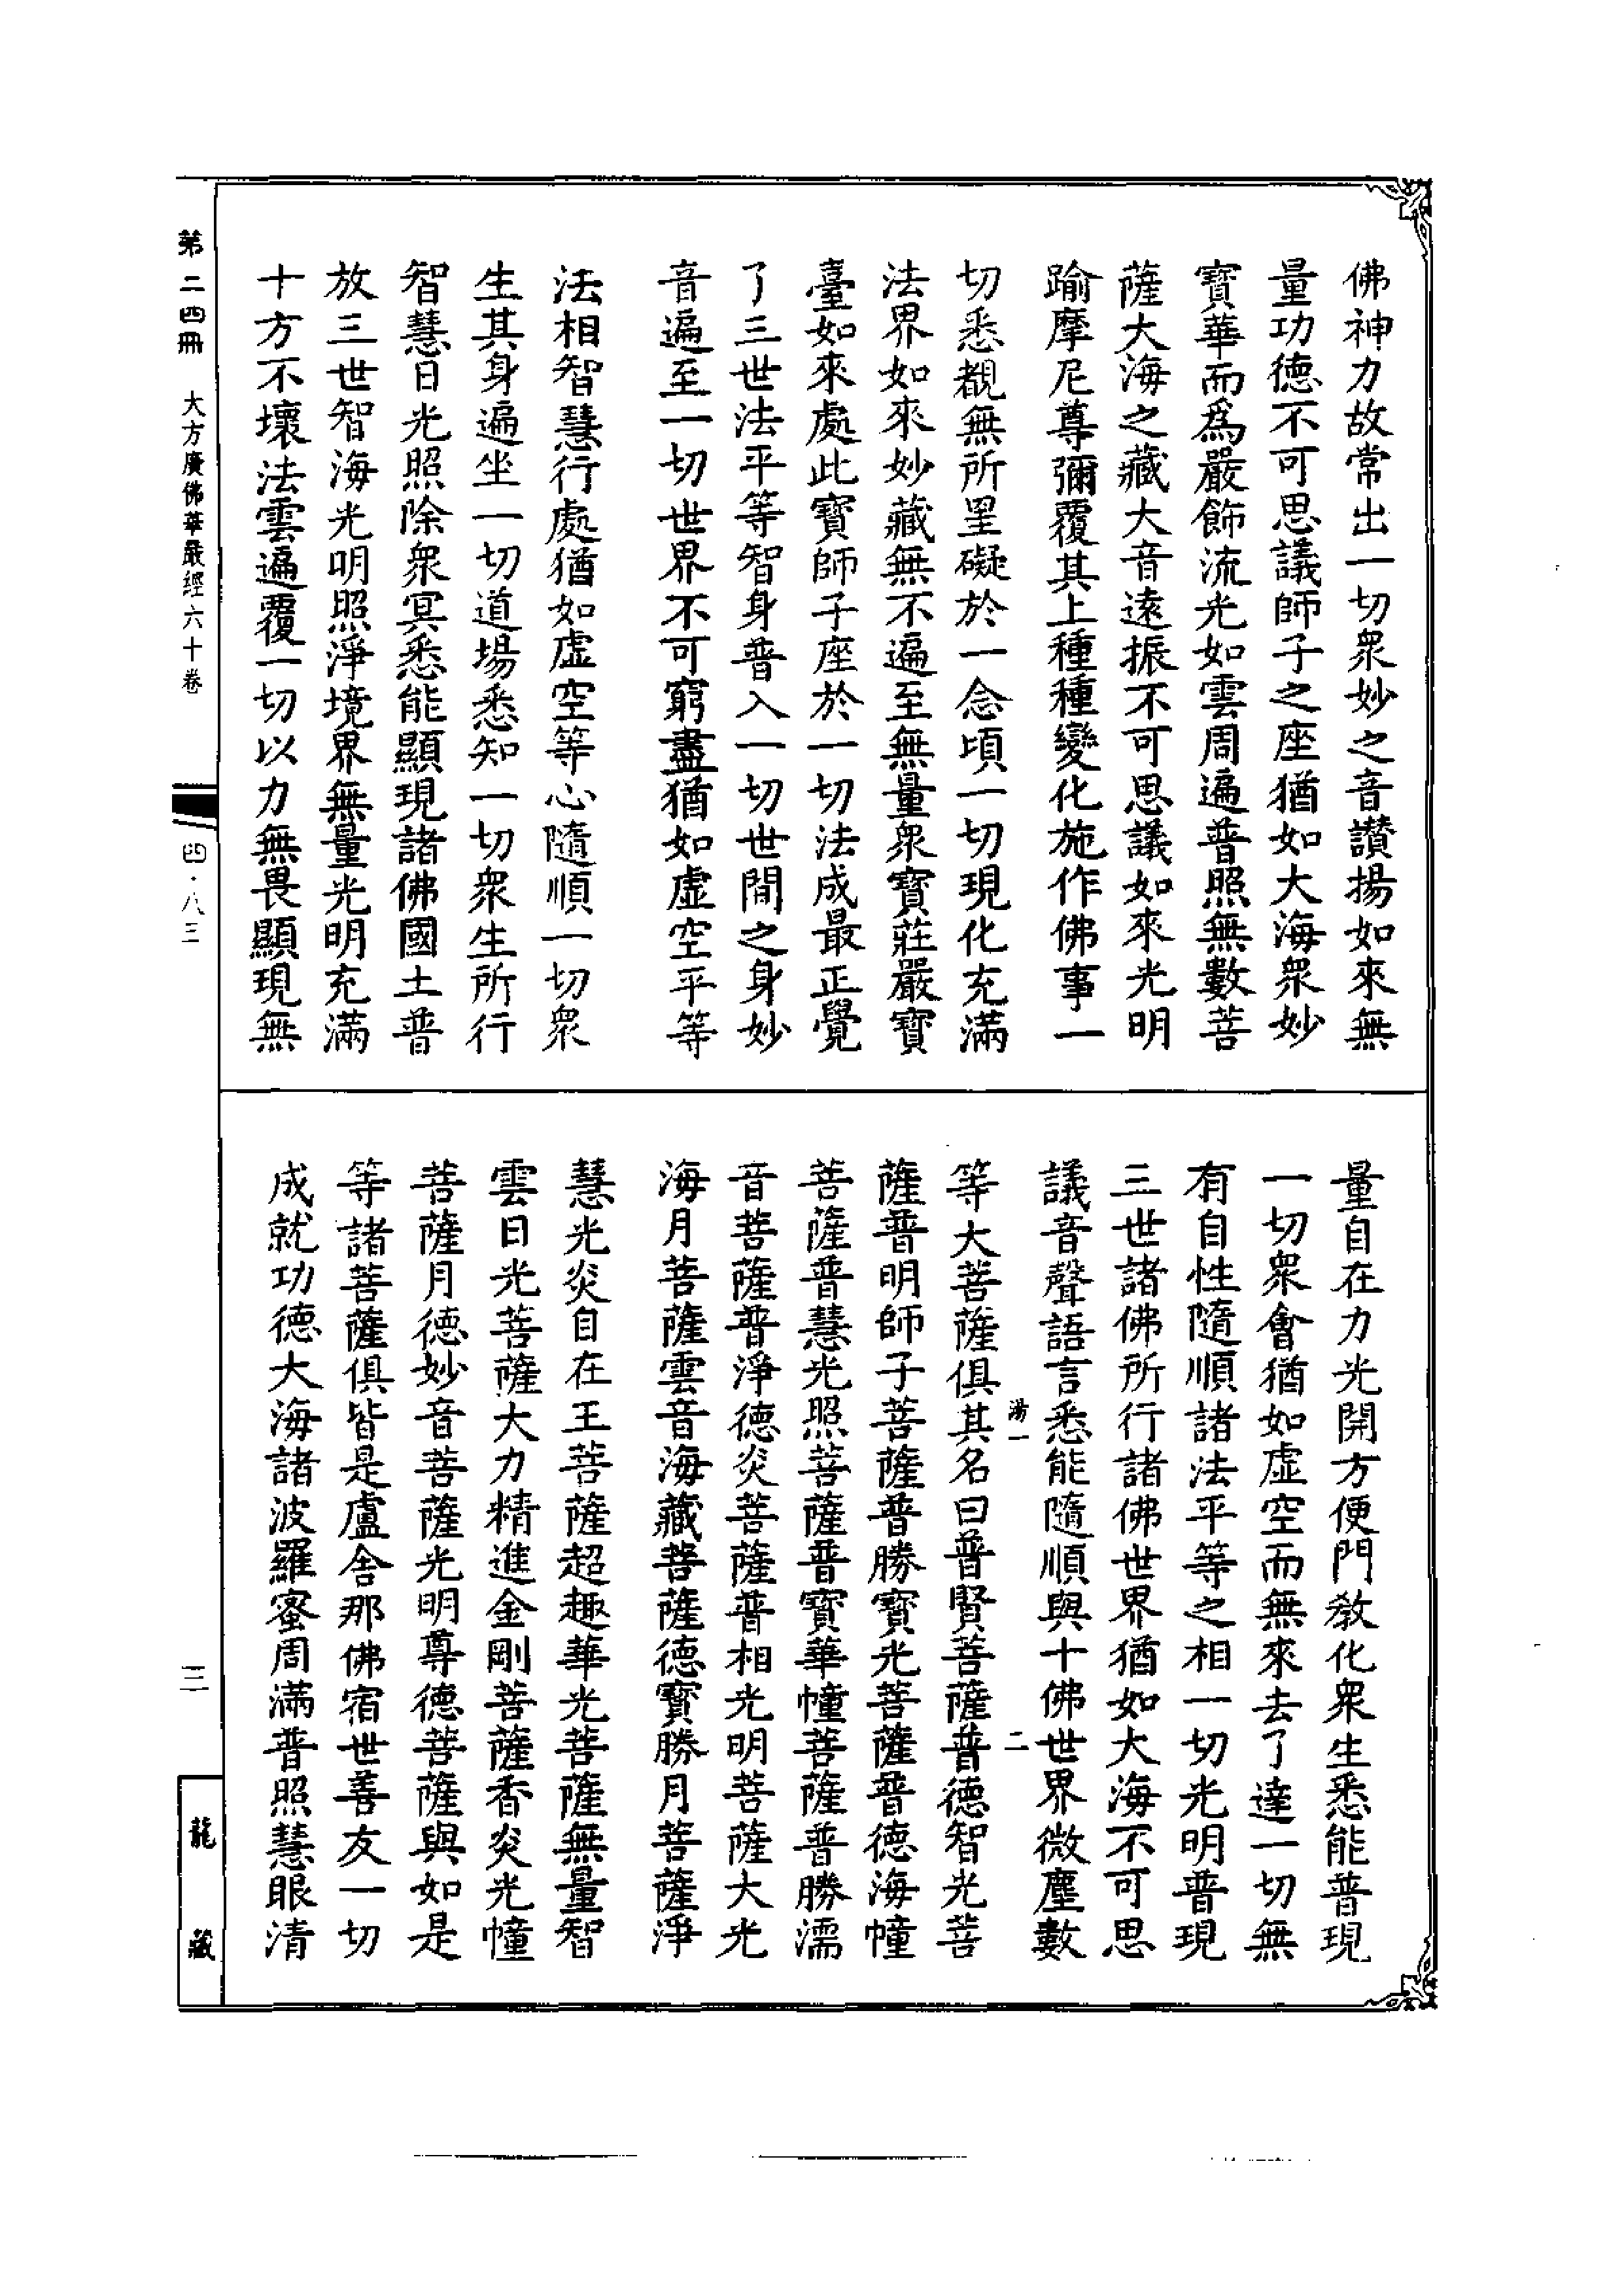 佛神力故常出一切衆妙之音讃揚如來無
量功德不可思議師子之座猶如大海衆妙
寶華而爲嚴飾流光如雲周遍普照無數菩
薩大海之藏大音遠振不可思議如來光明
踰摩尼尊彌覆其上種種變化施作佛事一
切悉覩無所罣礙於一念頃一切現化充滿
法界如來妙藏無不遍至無量衆寶莊嚴寶
臺如來處此寶師子座於一切法成最正覺
了三世法平等智身普入一切世間之身妙
音遍至一切世界不可窮盡猶如虛空平等
法相智慧行處猶如虛空等心隨順一切衆
生其身遍坐一切道場悉知一切衆生所行
智慧日光照除衆冥悉能顯現諸佛國土普
放三世智海光明照淨境界無量光明充滿
十方不壞法雲遍覆一切以力無畏顯現無
量自在力光開方便門教化衆生悉能普現
一切衆會猶如虛空而無來去了達一切無
有自性隨順諸法平等之相一切光明普現
三世諸佛所行諸佛世界猶如大海不可思
議音聲語言悉能隨順與十佛世界微塵數
湯一 二
等大菩薩俱其名曰普賢菩薩普德智光菩
薩普明師子菩薩普勝寶光菩薩普德海幢
菩薩普慧光照菩薩普寶華幢菩薩普勝濡
音菩薩普淨德炎菩薩普相光明菩薩大光
海月菩薩雲音海藏菩薩德寶勝月菩薩淨
慧光炎自在王菩薩超趣華光菩薩無量智
雲日光菩薩大力精進金剛菩薩香炎光幢
菩薩月德妙音菩薩光明尊德菩薩與如是
等諸菩薩俱皆是盧舍那佛宿世善友一切
成就功德大海諸波羅蜜周滿普照慧眼清
第二四冊 大方廣佛華嚴經六十卷
四·八三
三
龍藏